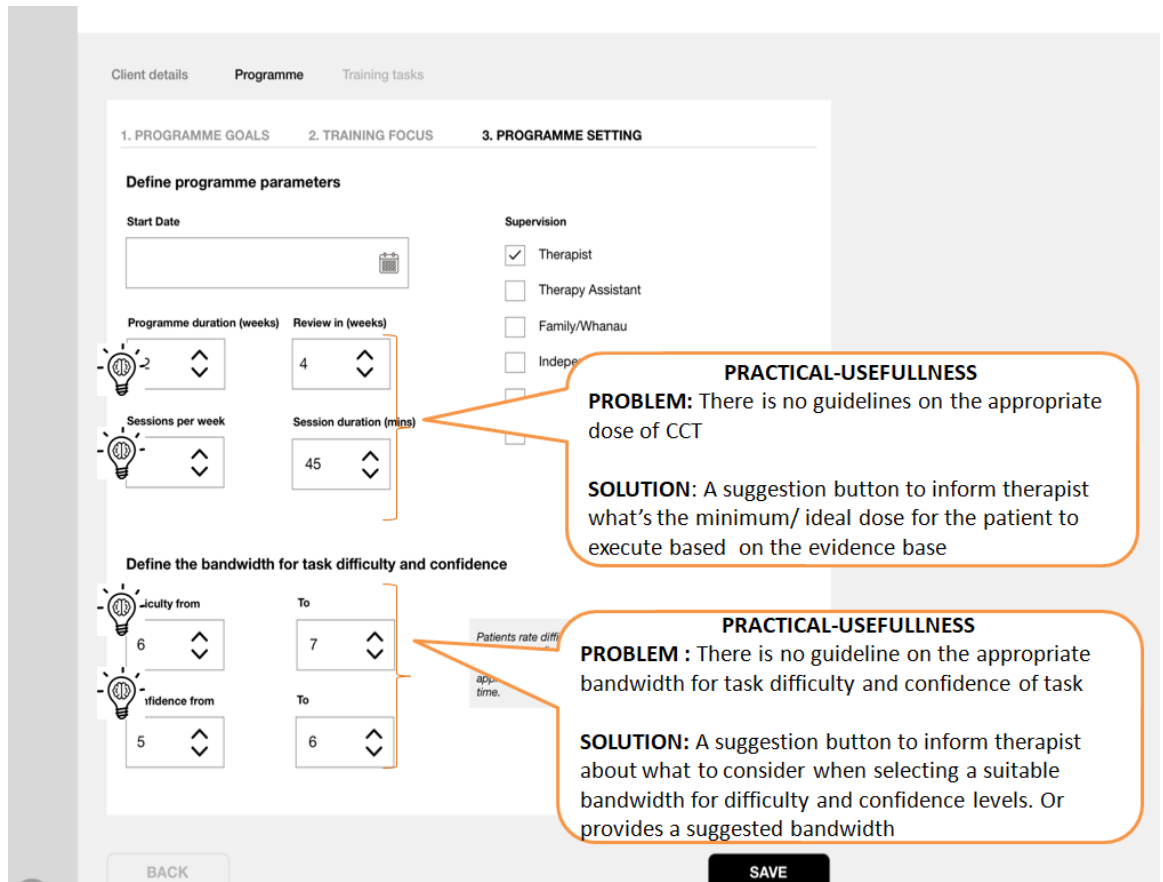 Client details Programme Training tasks
1. PROGRAMME GOALS 2. TRAINING FOCUS 3. PROGRAMME SETTING
Define programme parameters
Start Date
Supervision
Therapist
Therapy Assistant
Family/Whanau
Programme duration (weeks) Review in (weeks)
2 4
Sessions per week Session duration (mins)
45
PRACTICAL-USEFULLNESS
PROBLEM: There is no guidelines on the appropriate
dose of CCT
SOLUTION: A suggestion button to inform therapist
what's the minimum/ ideal dose for the patient to
execute based on the evidence base
Define the bandwidth for task difficulty and confidence
from To
6 7
from To
5 6
Patients rate
time.
PRACTICAL-USEFULLNESS
PROBLEM : There is no guideline on the appropriate
bandwidth for task difficulty and confidence of task
SOLUTION: A suggestion button to inform therapist
about what to consider when selecting a suitable
bandwidth for difficulty and confidence levels. Or
provides a suggested bandwidth
BACK SAVE